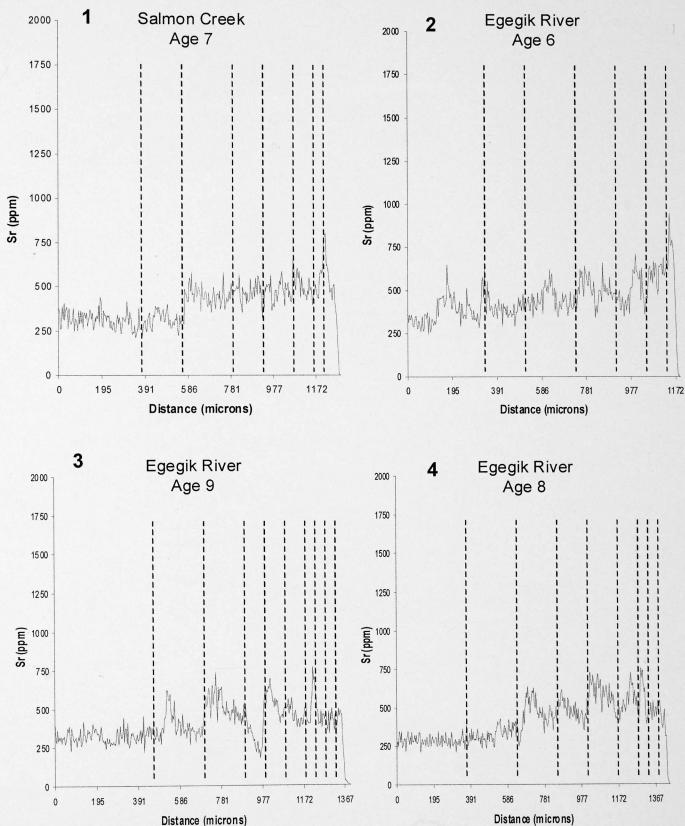 1
Salmon Creek
Age 7
2000
1750
1500
1250
1000
750
500
250
0
Sr (ppm)
0 195 391 586 781 977 1172
Distance (microns)
2
Egegik River
Age 6
2000
1750
1500
1250
1000
750
500
250
0
Sr (ppm)
0 195 391 586 781 977 1172
Distance (microns)
3
Egegik River
Age 9
2000
1750
1500
1250
1000
750
500
250
0
Sr (ppm)
0 195 391 586 781 977 1172 1367
Distance (microns)
4
Egegik River
Age 8
2000
1750
1500
1250
1000
750
500
250
0
Sr (ppm)
0 195 391 586 781 977 1172 1367
Distance (microns)